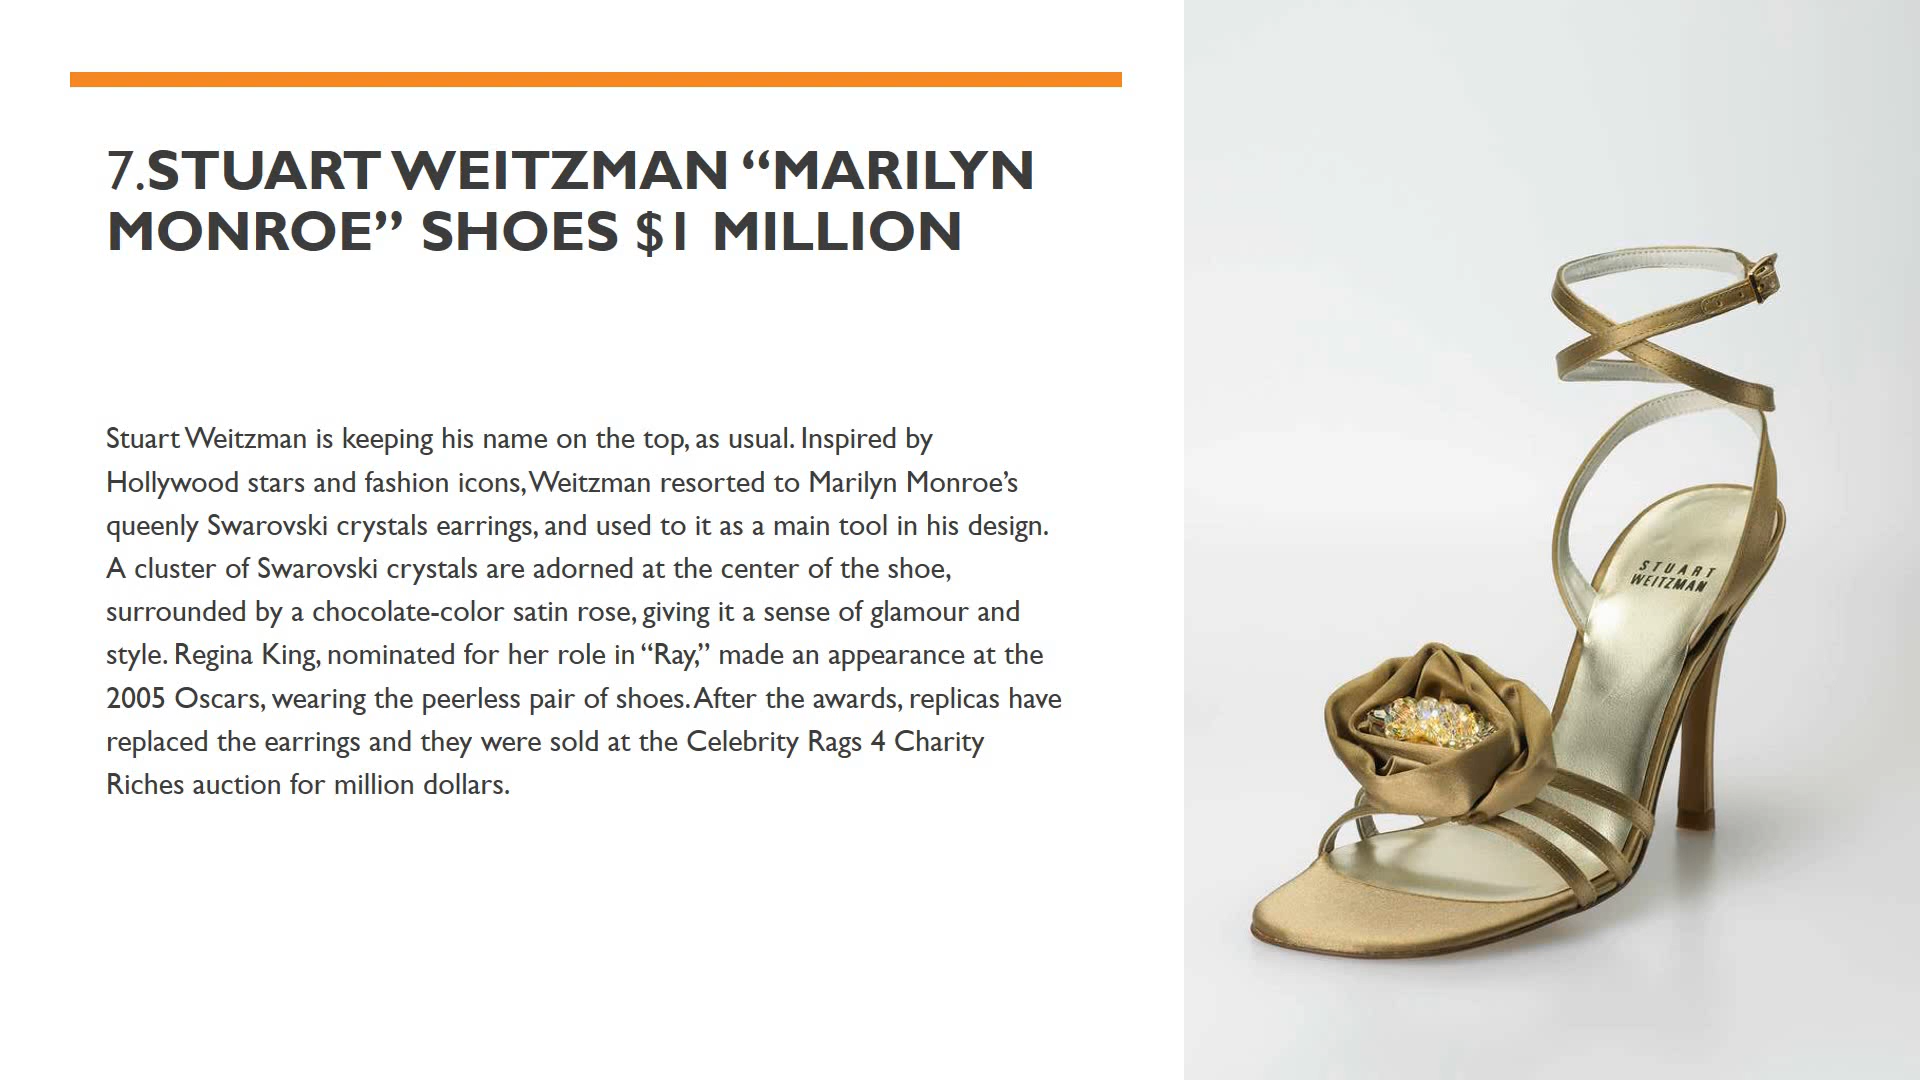 7.STUART WEITZMAN “MARILYN
MONROE” SHOES $1 MILLION
Stuart Weitzman is keeping his name on the top, as usual. Inspired by
Hollywood stars and fashion icons, Weitzman resorted to Marilyn Monroe’s
queenly Swarovski crystals earrings, and used to it as a main tool in his design.
A cluster of Swarovski crystals are adorned at the center of the shoe,
surrounded by a chocolate-color satin rose, giving it a sense of glamour and
style. Regina King, nominated for her role in “Ray,” made an appearance at the
2005 Oscars, wearing the peerless pair of shoes. After the awards, replicas have
replaced the earrings and they were sold at the Celebrity Rags 4 Charity
Riches auction for million dollars.
STUART
WEITZMAN